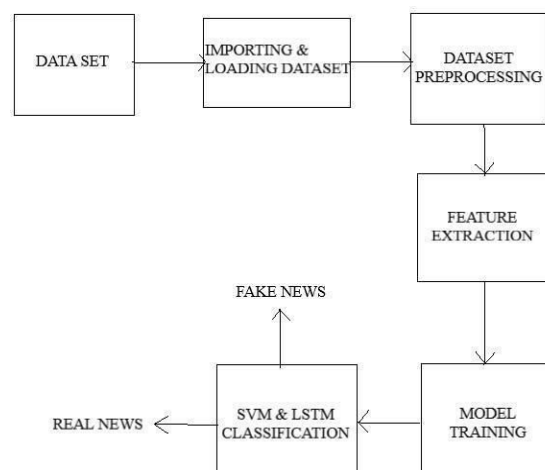 DATA SET
IMPORTING &
LOADING DATASET
DATASET
PREPROCESSING
FEATURE
EXTRACTION
FAKE NEWS
REAL NEWS
SVM & LSTM
CLASSIFICATION
MODEL
TRAINING